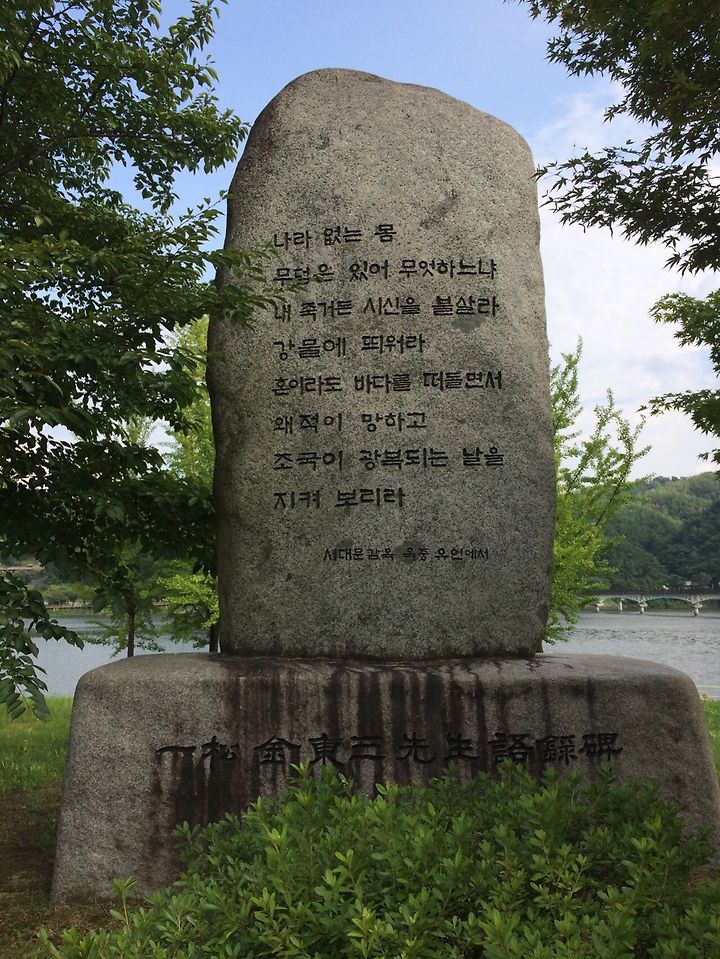 나라 없는 몸
무덤은 있어 무엇하느냐
내 죽거든 시신을 불살라
강물에 띄워라
혼이라도 바다를 떠돌면서
왜적이 망하고
조국이 광복되는 날을
지켜 보리라
서대문감옥 옥중 유언에서
一松 金東三先生語錄碑